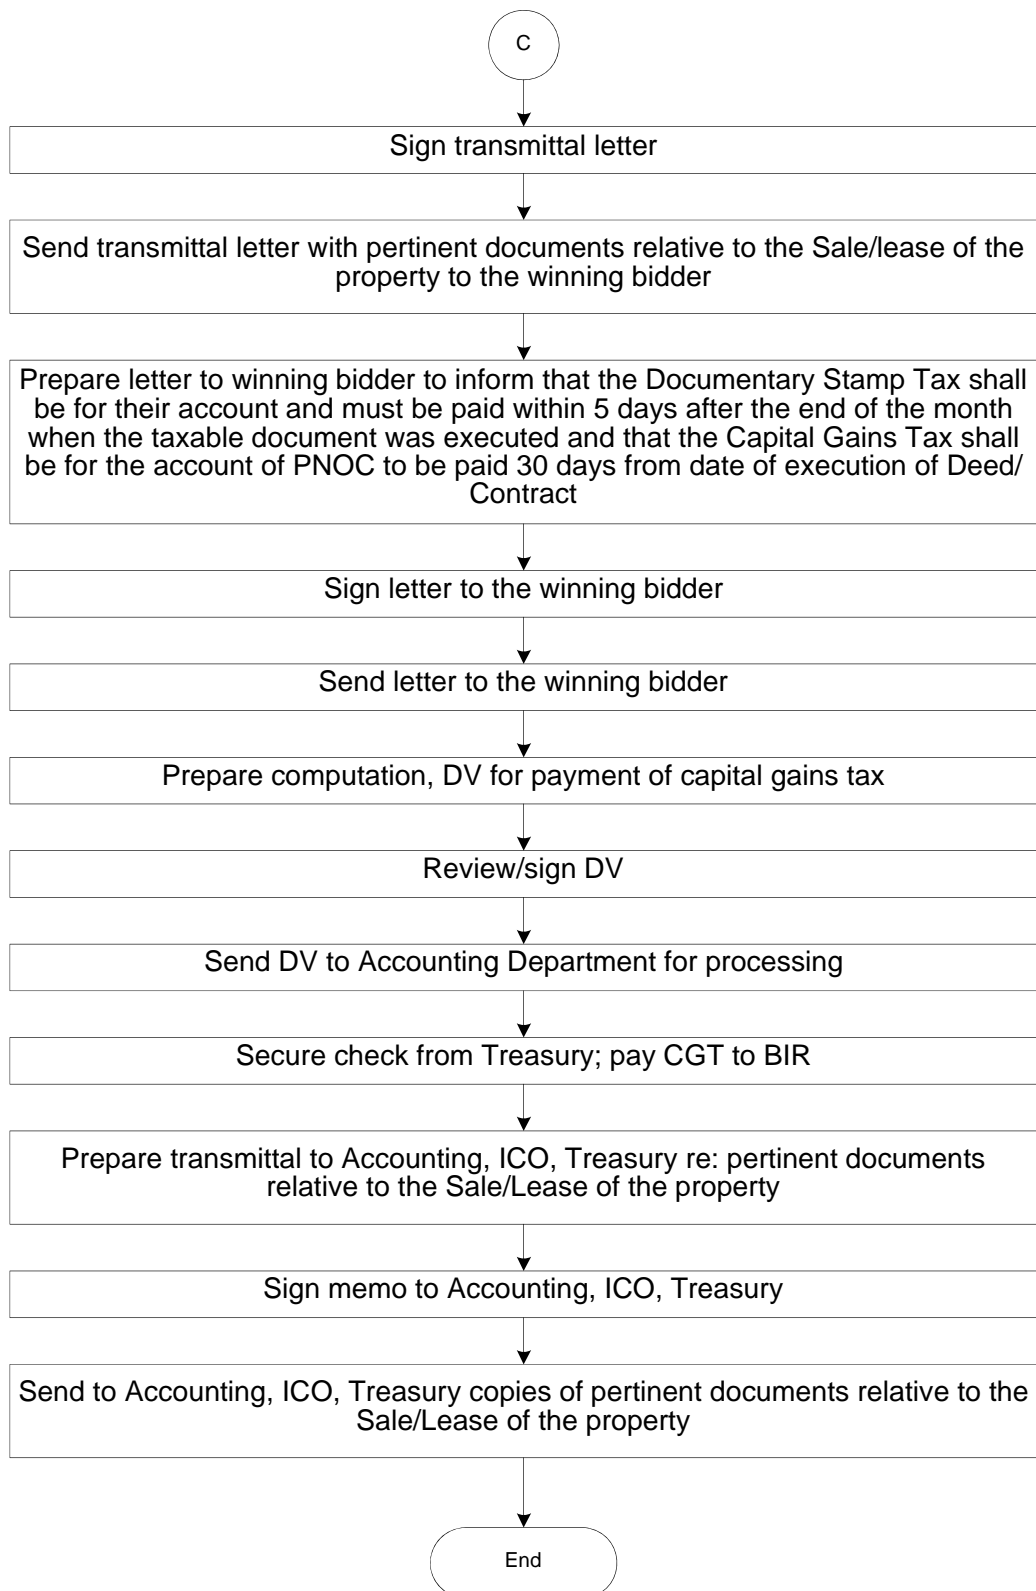 C
Sign transmittal letter
Send transmittal letter with pertinent documents relative to the Sale/lease of the
property to the winning bidder
Prepare letter to winning bidder to inform that the Documentary Stamp Tax shall
be for their account and must be paid within 5 days after the end of the month
when the taxable document was executed and that the Capital Gains Tax shall
be for the account of PNOC to be paid 30 days from date of execution of Deed/
Contract
Sign letter to the winning bidder
Send letter to the winning bidder
Prepare computation, DV for payment of capital gains tax
Review/sign DV
Send DV to Accounting Department for processing
Secure check from Treasury; pay CGT to BIR
Prepare transmittal to Accounting, ICO, Treasury re: pertinent documents
relative to the Sale/Lease of the property
Sign memo to Accounting, ICO, Treasury
Send to Accounting, ICO, Treasury copies of pertinent documents relative to the
Sale/Lease of the property
End